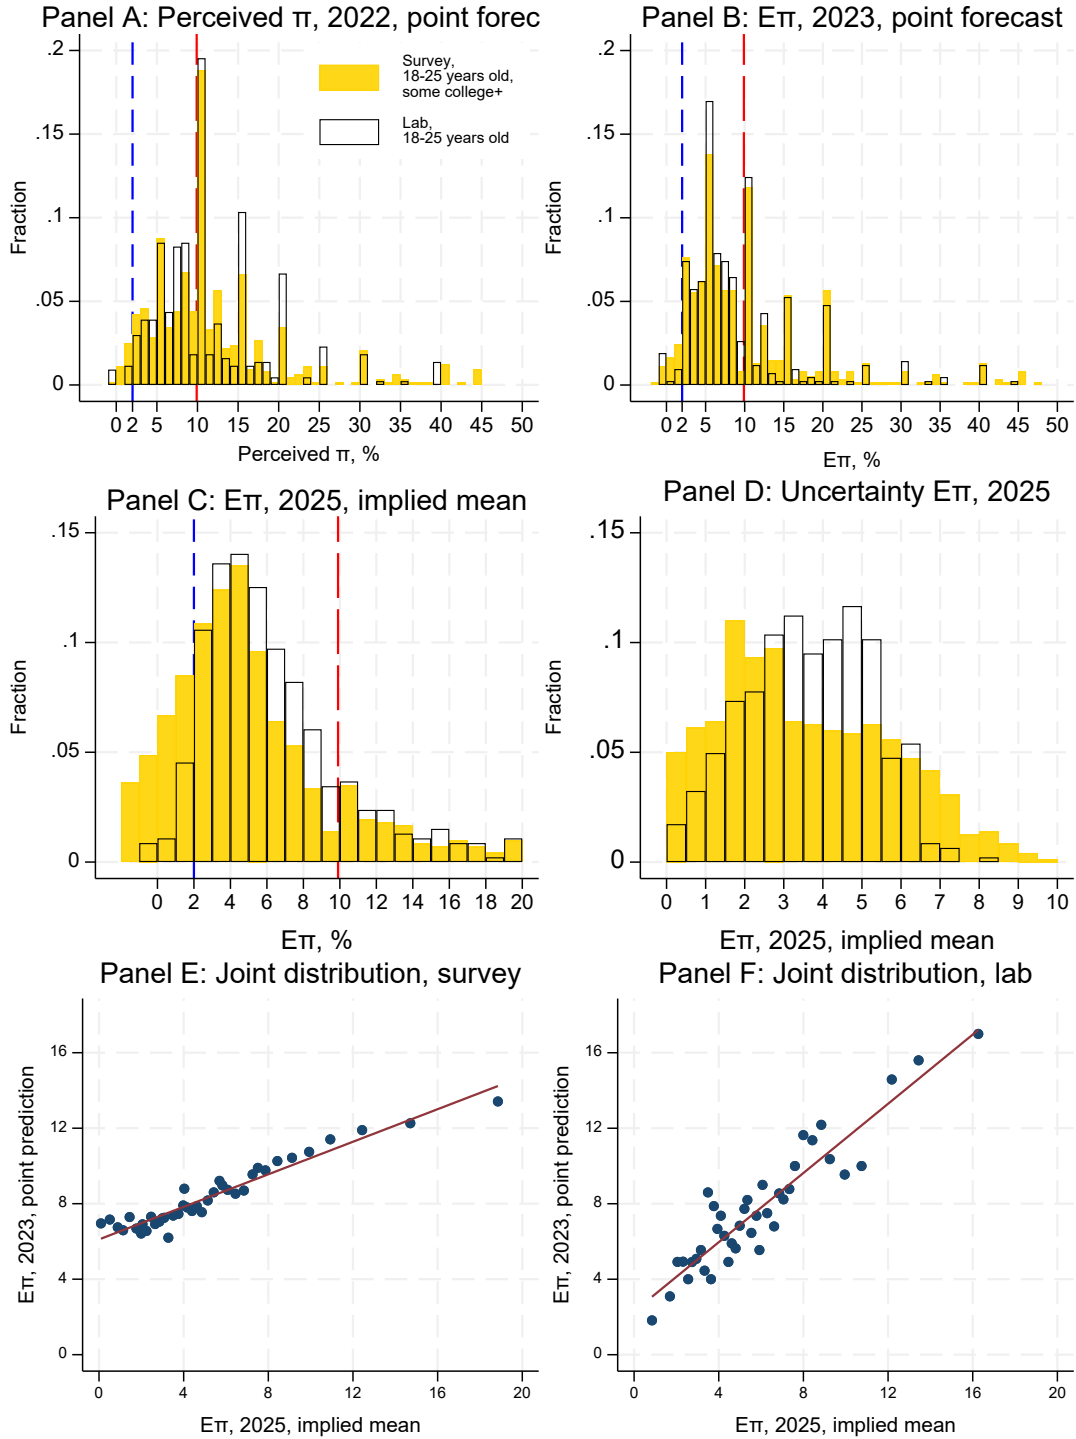 Panel A: Perceived π, 2022, point forec
.2
.15
.1
.05
0
Fraction
Survey,
18-25 years old,
some college+
Lab,
18-25 years old
0 2 5 10 15 20 25 30 35 40 45 50
Perceived π, %
Panel B: Eπ, 2023, point forecast
.2
.15
.1
.05
0
Fraction
0 2 5 10 15 20 25 30 35 40 45 50
Eπ, %
Panel C: Eπ, 2025, implied mean
.15
.1
.05
0
Fraction
0 2 4 6 8 10 12 14 16 18 20
Eπ, %
Panel D: Uncertainty Eπ, 2025
.15
.1
.05
0
Fraction
0 1 2 3 4 5 6 7 8 9 10
Eπ, 2025, implied mean
Panel E: Joint distribution, survey
16
12
8
4
0
Eπ, 2023, point prediction
0 4 8 12 16 20
Eπ, 2025, implied mean
Panel F: Joint distribution, lab
16
12
8
4
0
Eπ, 2023, point prediction
0 4 8 12 16 20
Eπ, 2025, implied mean